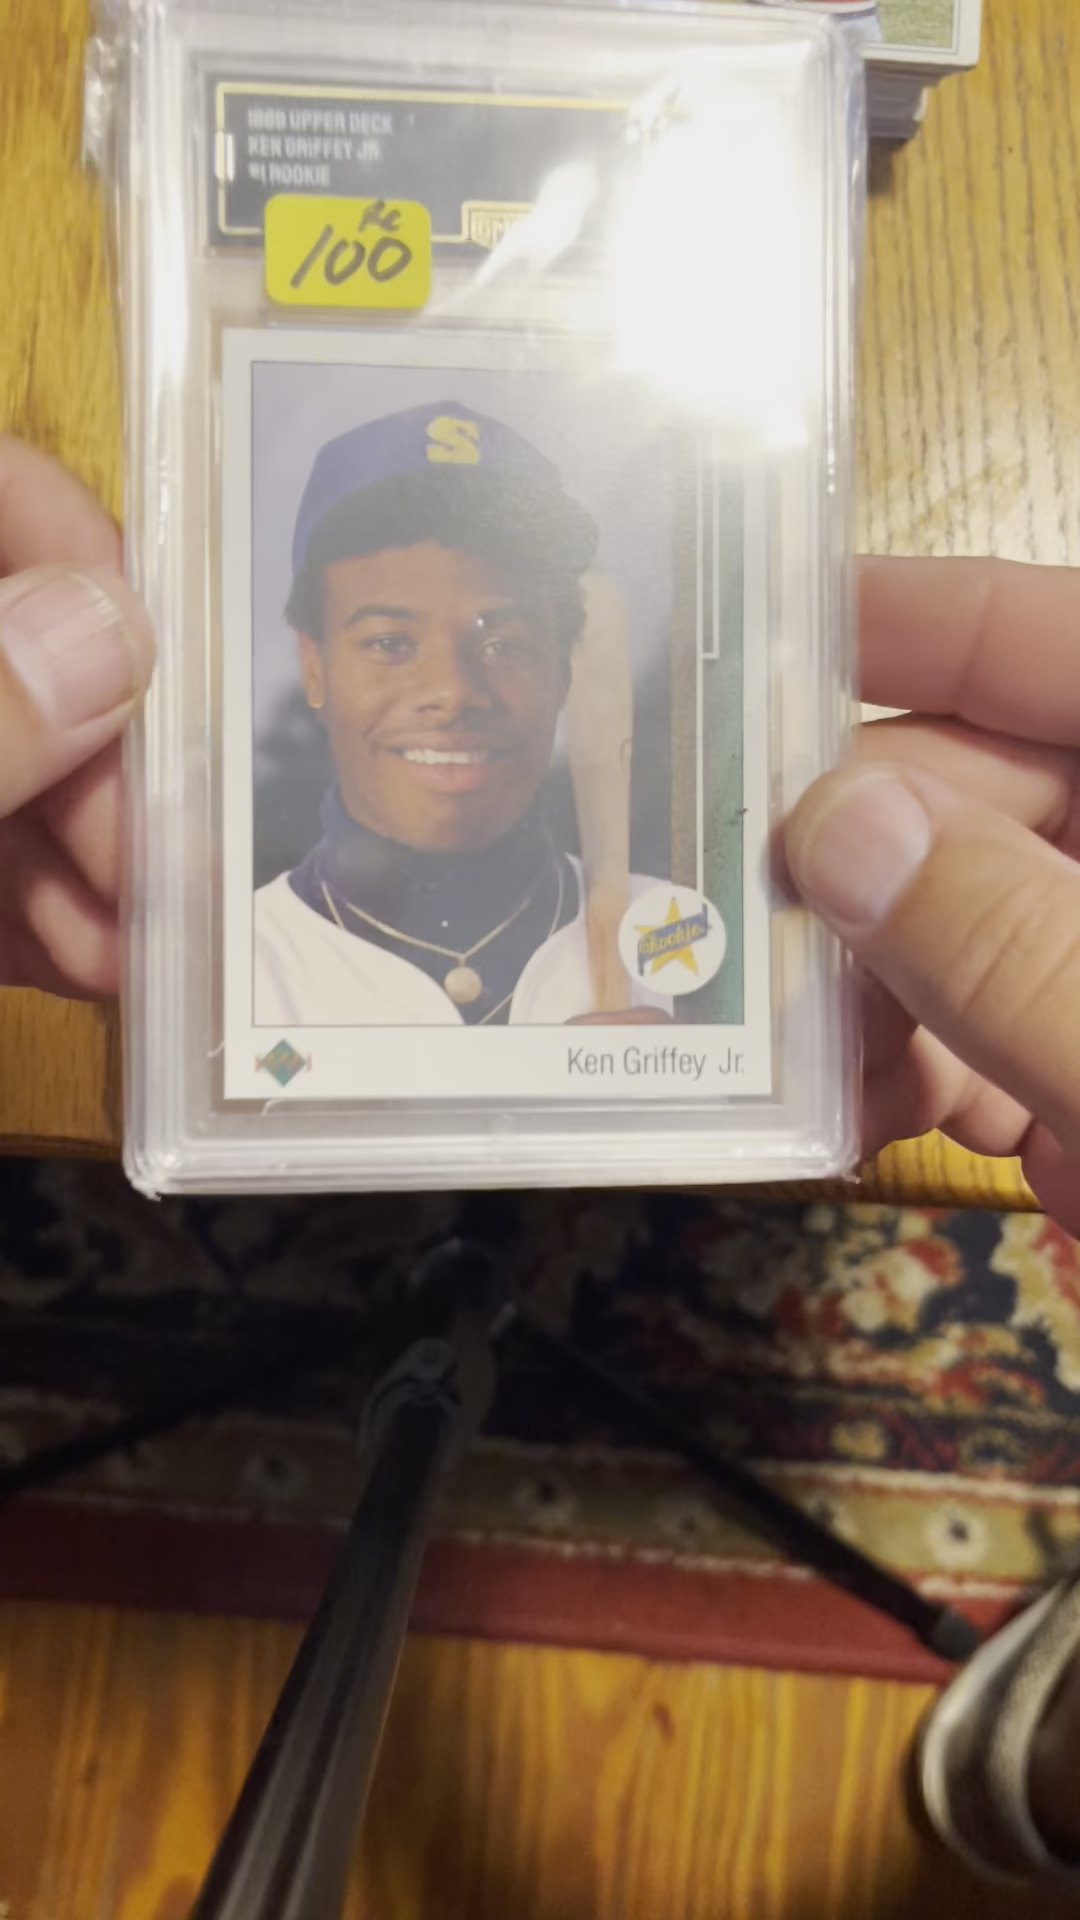 1989 UPPER DECK
KEN GRIFFEY JR.
#1 ROOKIE
RC
100
S
Rookie
Ken Griffey Jr.